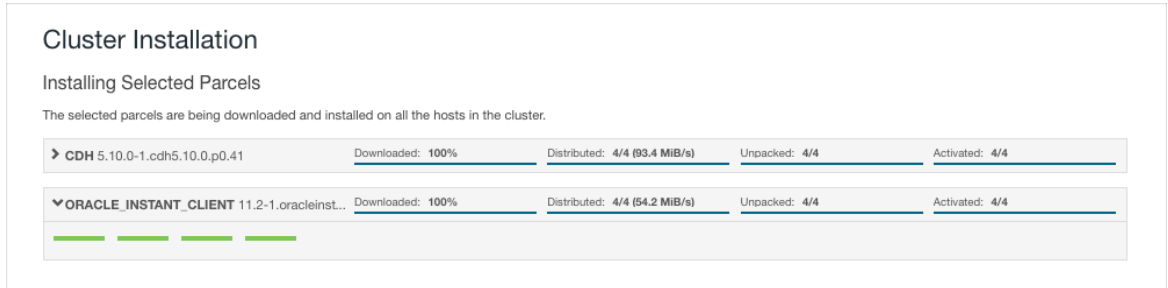 Cluster Installation
Installing Selected Parcels
The selected parcels are being downloaded and installed on all the hosts in the cluster.
CDH 5.10.0-1.cdh5.10.0.p0.41 Downloaded: 100% Distributed: 4/4 (93.4 MiB/s) Unpacked: 4/4 Activated: 4/4
ORACLE_INSTANT_CLIENT 11.2-1.oracleinst... Downloaded: 100% Distributed: 4/4 (54.2 MiB/s) Unpacked: 4/4 Activated: 4/4